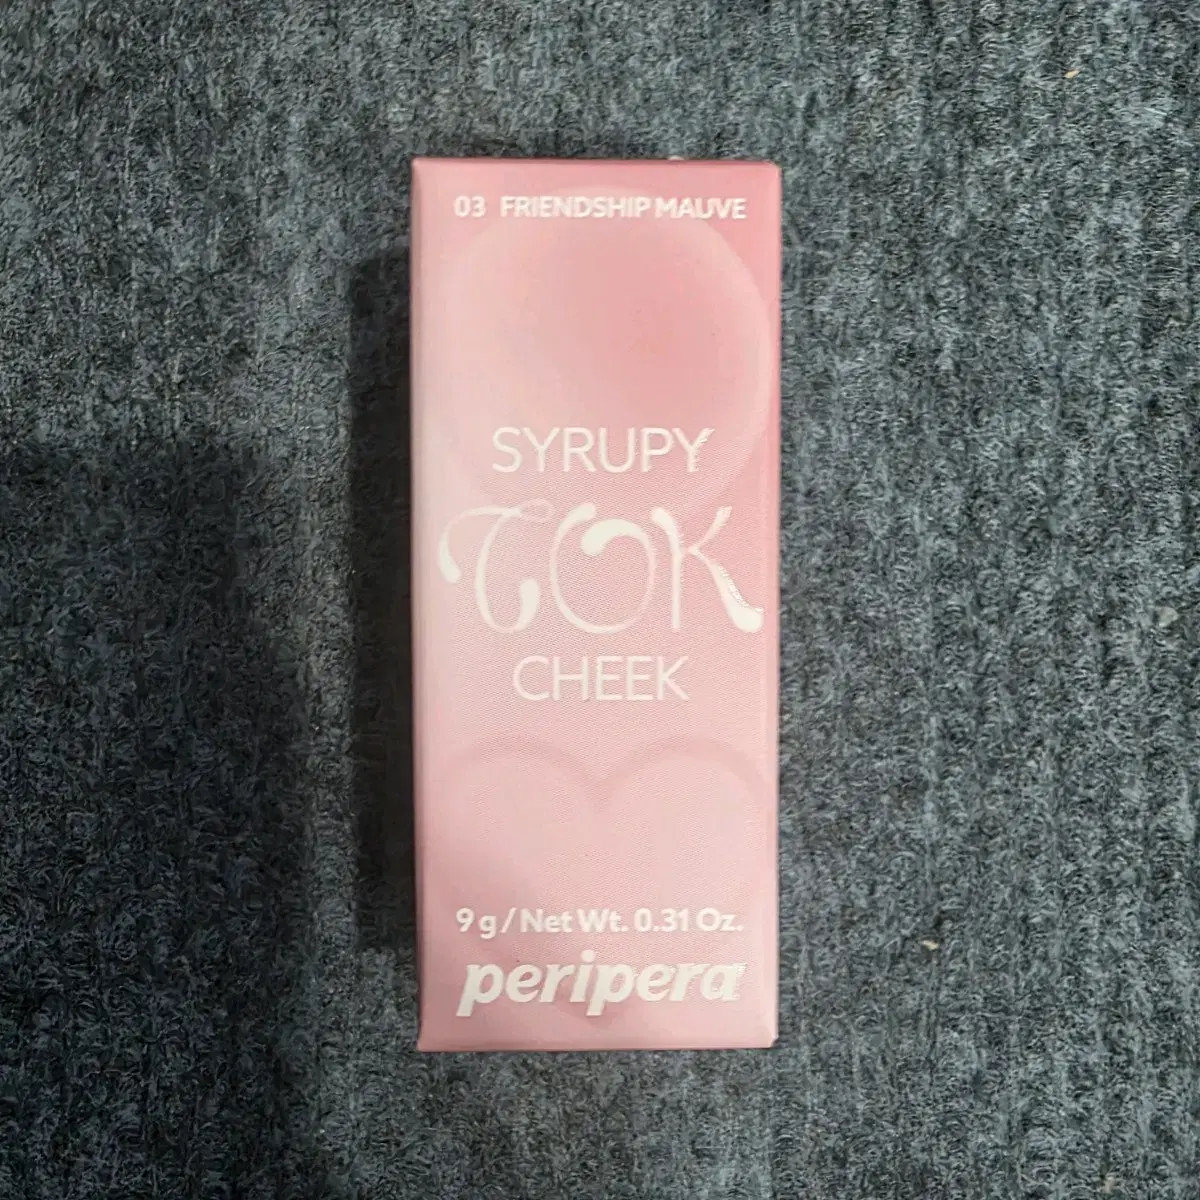 03 FRIENDSHIP MAUVE
SYRUPY
TOK
CHEEK
9 g / Net Wt. 0.31 Oz.
peripera